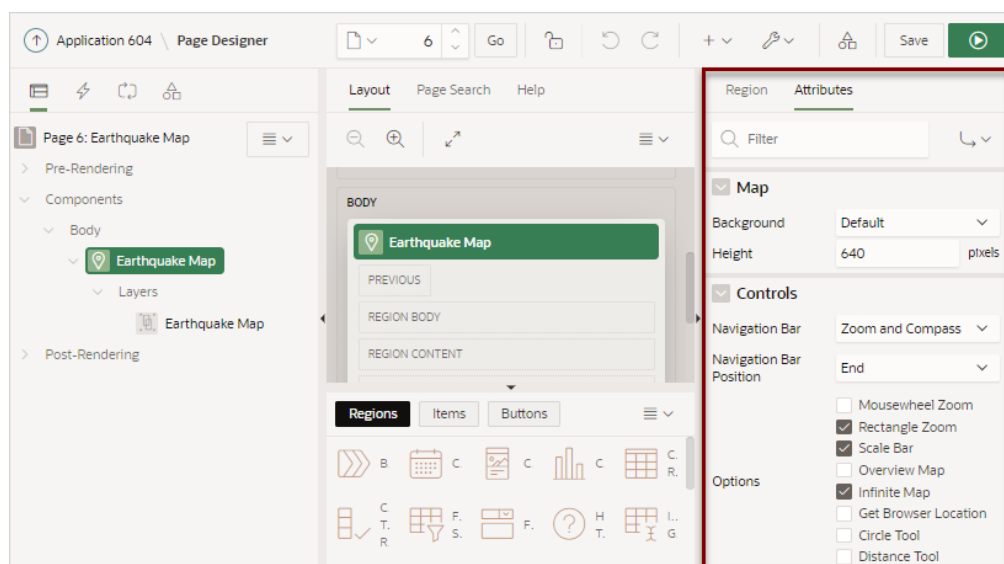 Application 604 \ Page Designer
6
Go
Save
Page 6: Earthquake Map
Pre-Rendering
Components
Body
Earthquake Map
Layers
Earthquake Map
Post-Rendering
Layout Page Search Help
BODY
Earthquake Map
PREVIOUS
REGION BODY
REGION CONTENT
Regions Items Buttons
B
C
C
C
C.
R.
C
T.
R
F.
S.
F.
H
T.
I..
G
Region Attributes
Filter
Map
Background Default
Height 640 pixels
Controls
Navigation Bar Zoom and Compass
Navigation Bar
Position
End
Options
Mousewheel Zoom
Rectangle Zoom
Scale Bar
Overview Map
Infinite Map
Get Browser Location
Circle Tool
Distance Tool